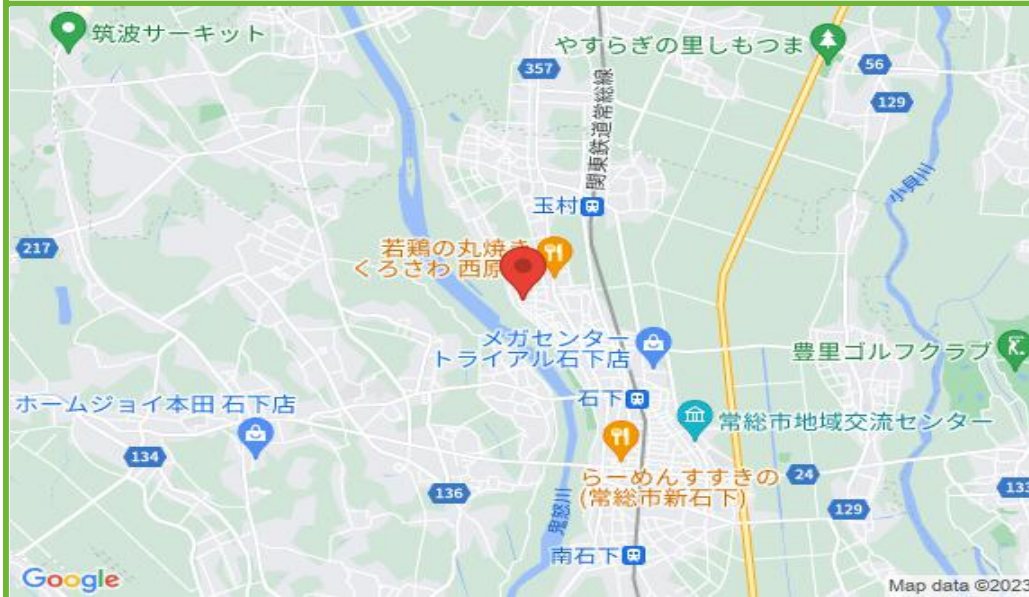 筑波サーキット
やすらぎの里しもつま
357
56
129
関東鉄道常総線
小貝川
玉村
217
若鶏の丸焼き
くろさわ 西原
メガセンター
トライアル石下店
豊里ゴルフクラブ
ホームジョイ本田 石下店
石下
常総市地域交流センター
134
らーめんすすきの
(常総市新石下)
24
136
133
129
鬼怒川
南石下
Google
Map data ©2023